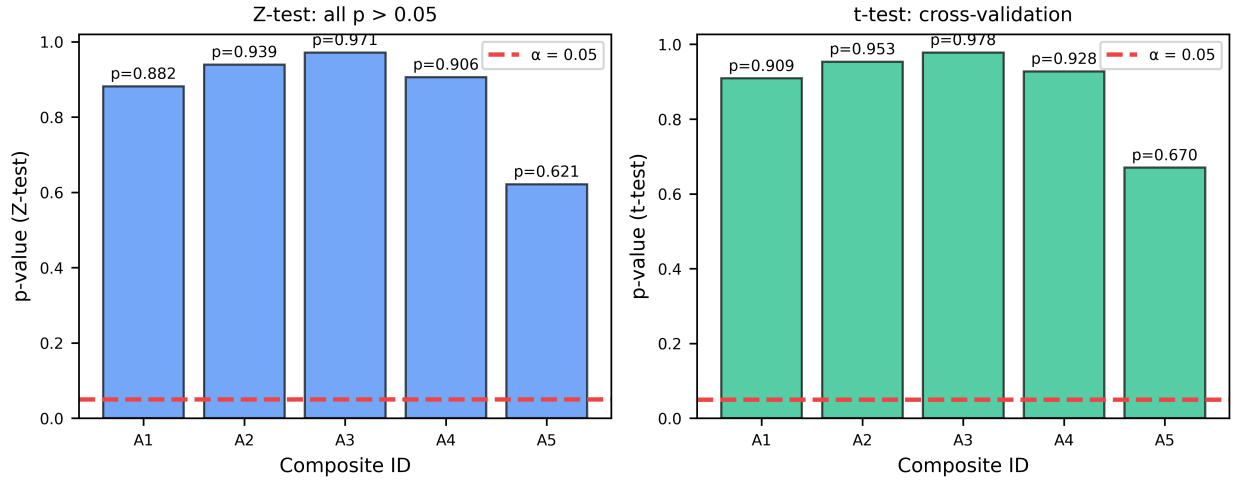 Z-test: all p > 0.05
p-value (Z-test)
1.0
0.8
0.6
0.4
0.2
0.0
p=0.882
p=0.939
p=0.971
p=0.906
p=0.621
α = 0.05
A1
A2
A3
A4
A5
Composite ID
t-test: cross-validation
p-value (t-test)
1.0
0.8
0.6
0.4
0.2
0.0
p=0.909
p=0.953
p=0.978
p=0.928
p=0.670
α = 0.05
A1
A2
A3
A4
A5
Composite ID